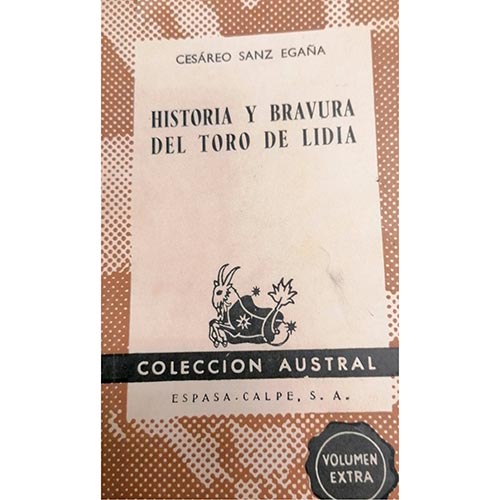 CESÁREO SANZ EGAÑA
HISTORIA Y BRAVURA
DEL TORO DE LIDIA
COLECCIÓN AUSTRAL
ESPASA-CALPE, S. A.
VOLUMEN
EXTRA